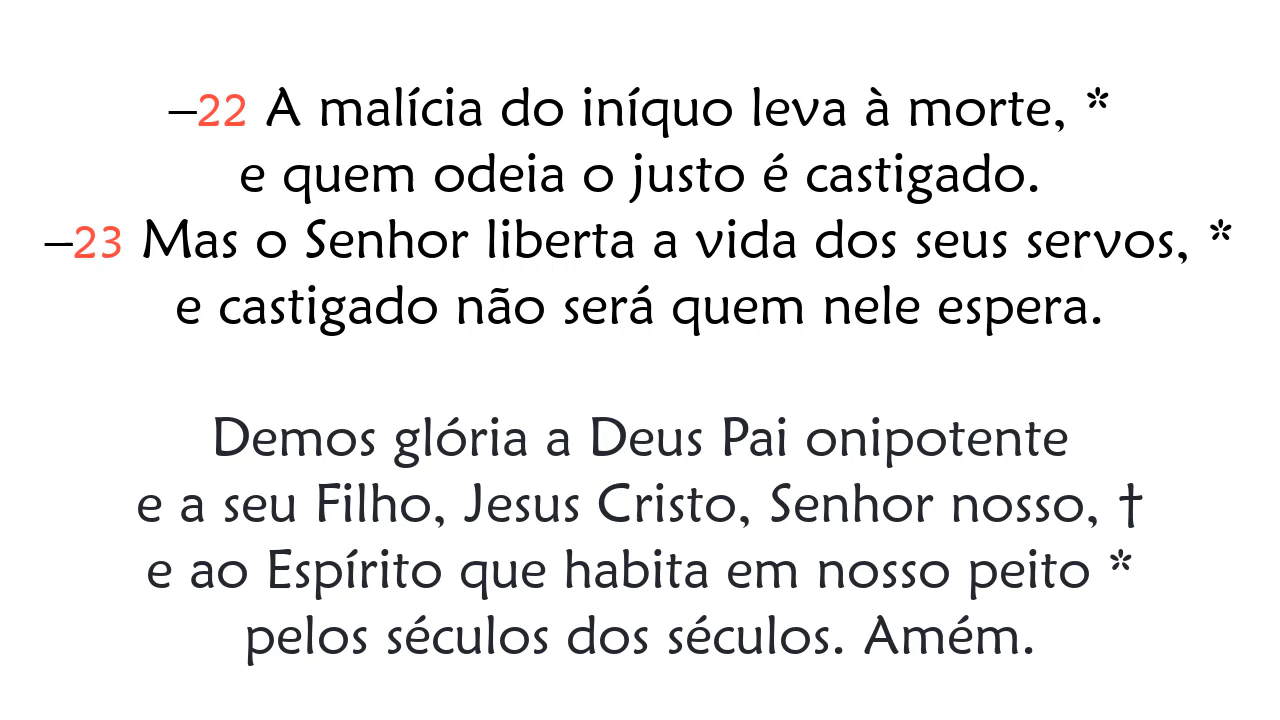 –22 A malícia do iníquo leva à morte, *
e quem odeia o justo é castigado.
–23 Mas o Senhor liberta a vida dos seus servos, *
e castigado não será quem nele espera.
Demos glória a Deus Pai onipotente
e a seu Filho, Jesus Cristo, Senhor nosso, †
e ao Espírito que habita em nosso peito *
pelos séculos dos séculos. Amém.